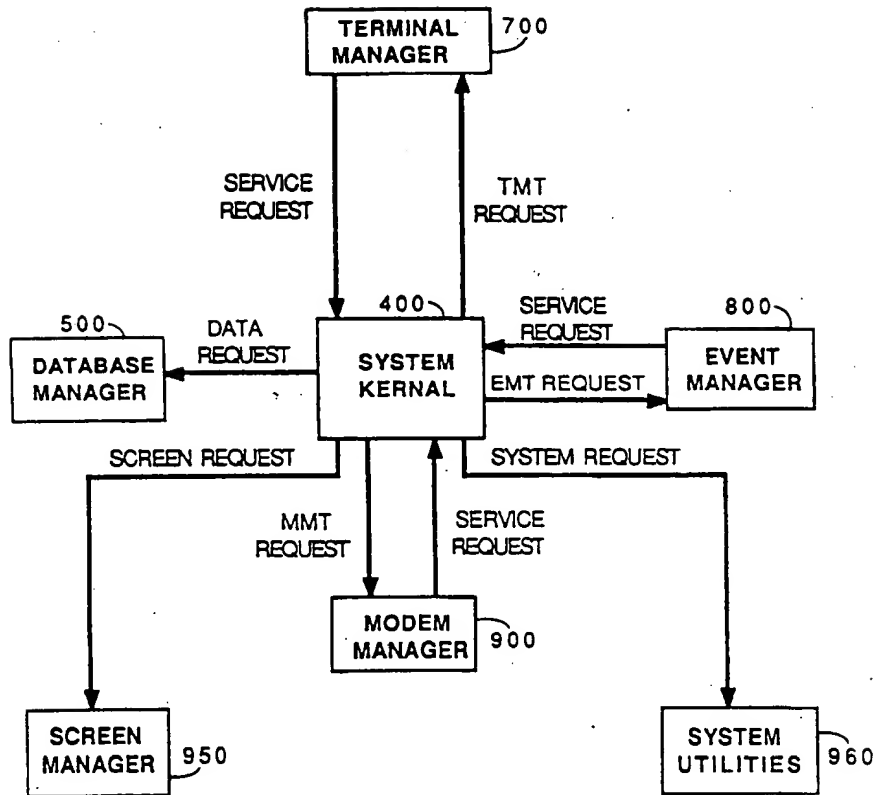 TERMINAL
MANAGER
700
SERVICE
REQUEST
TMT
REQUEST
400
500
DATA
REQUEST
SERVICE
REQUEST
800
DATABASE
MANAGER
SYSTEM
KERNAL
EVENT
MANAGER
EMT REQUEST
SCREEN REQUEST
SYSTEM REQUEST
MMT
REQUEST
SERVICE
REQUEST
MODEM
MANAGER
900
SCREEN
MANAGER
950
SYSTEM
UTILITIES
960